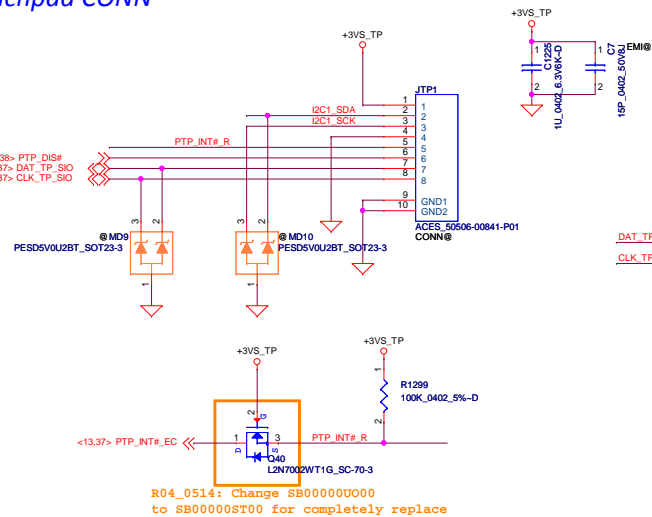 chpad CONN
+3VS_TP
+3VS_TP
1
1
C1225
1U_0402_6.3V6K~D
2
C7
15P_0402_50V8J
2
EMI@
JTP1
I2C1_SDA
I2C1_SCK
PTP_INT#_R
38> PTP_DIS#
37> DAT_TP_SIO
37> CLK_TP_SIO
1 1
2 2
3 3
4 4
5 5
6 6
7 7
8 8
9 GND1
10 GND2
ACES_50506-00841-P01
CONN@
3 2
@ MD9
PESD5V0U2BT_SOT23-3
1
3 2
@ MD10
PESD5V0U2BT_SOT23-3
1
DAT_TP
CLK_TP
+3VS_TP
+3VS_TP
1
R1299
100K_0402_5%~D
2
2 G
<13,37> PTP_INT#_EC
1 D
S 3
PTP_INT#_R
Q40
L2N7002WT1G_SC-70-3
R04_0514: Change SB00000UO00
to SB00000ST00 for completely replace